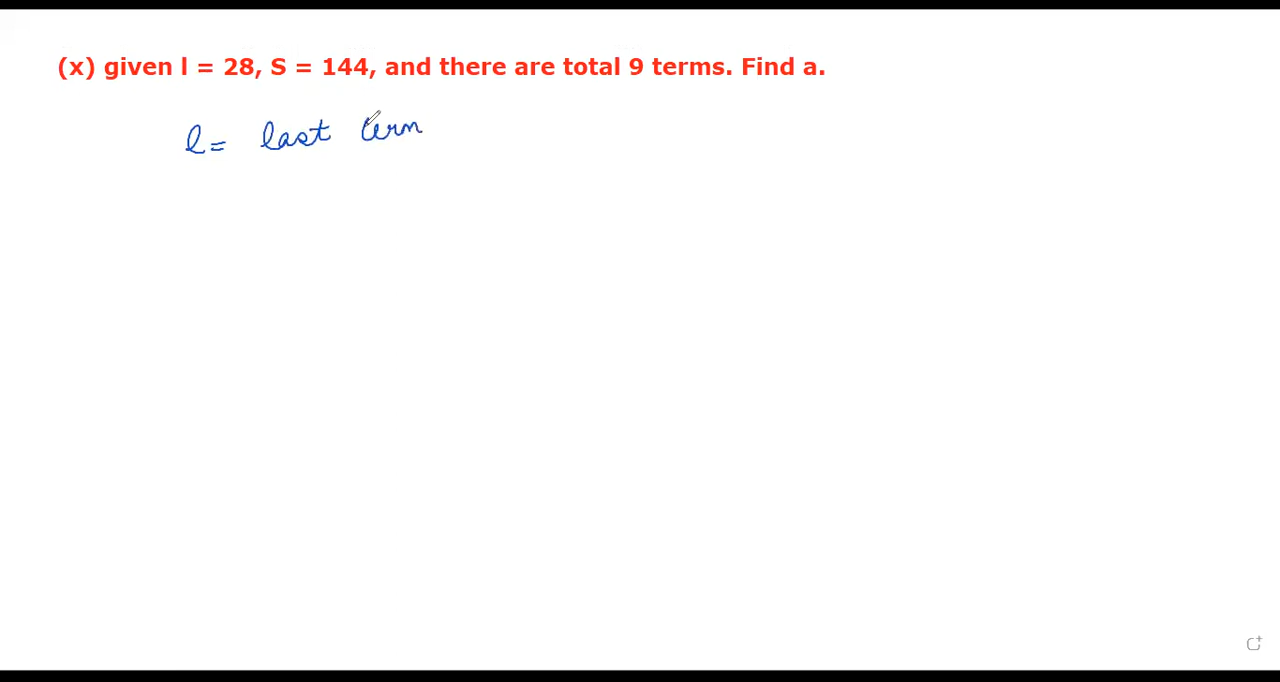 (x) given l = 28, S = 144, and there are total 9 terms. Find a.
l = last term